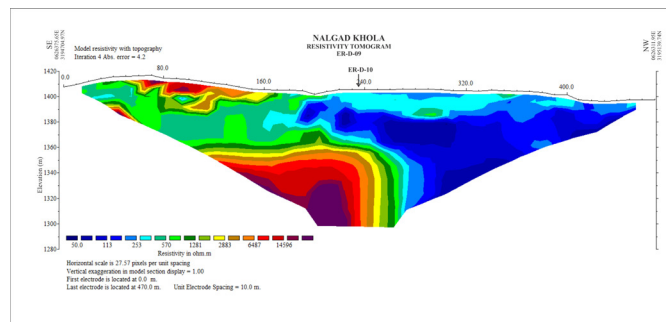 NALGAD KHOLA
RESISTIVITY TOMOGRAM
ER-D-09
SE
NW
Model resistivity with topography
Iteration 4 Abs. error = 4.2
ER-D-10
0.0
80.0
160.0
240.0
320.0
400.0
1420
1400
1380
1360
1340
1320
1300
1280
Elevation (m)
50.0 113 253 570 1281 2883 6487 14596
Resistivity in ohm.m
Horizontal scale is 27.57 pixels per unit spacing
Vertical exaggeration in model section display = 1.00
First electrode is located at 0.0 m.
Last electrode is located at 470.0 m. Unit Electrode Spacing = 10.0 m.